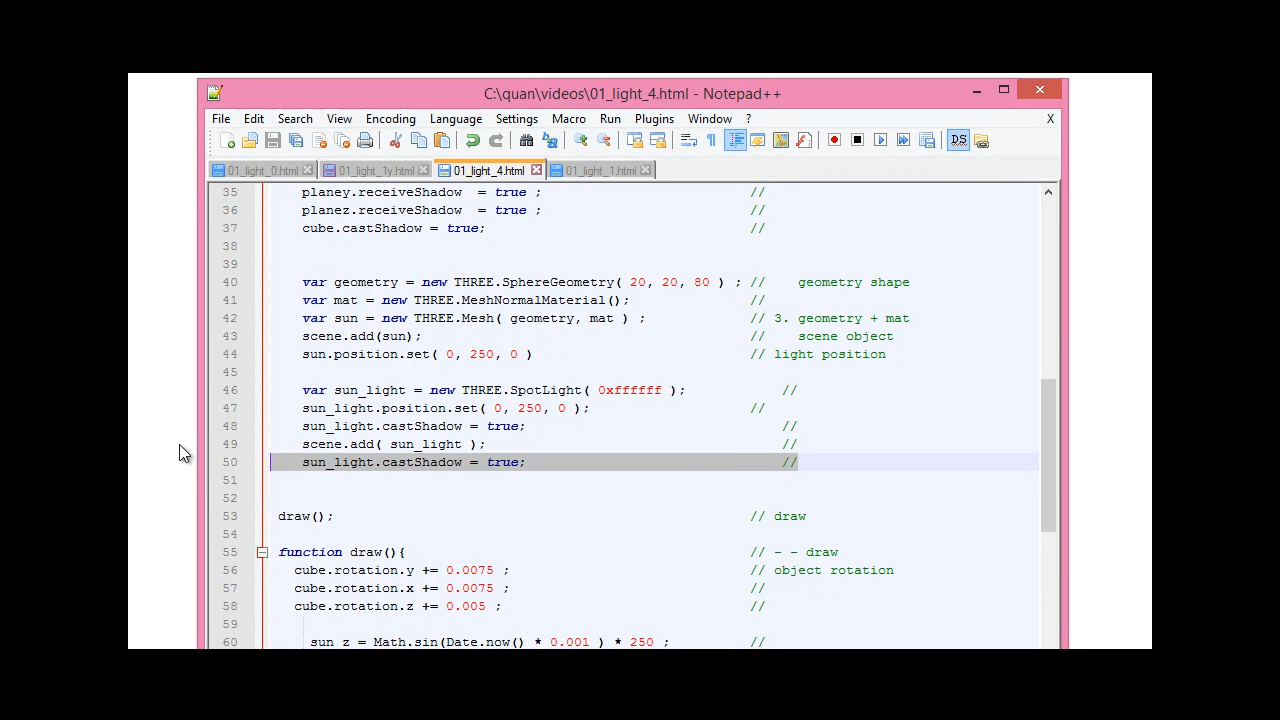 C:\quan\videos\01_light_4.html - Notepad++
File Edit Search View Encoding Language Settings Macro Run Plugins Window ? X
01_light_0.html 01_light_1y.html 01_light_4.html 01_light_1.html
35 planey.receiveShadow = true ; //
36 planez.receiveShadow = true ; //
37 cube.castShadow = true; //
38
39
40 var geometry = new THREE.SphereGeometry( 20, 20, 80 ) ; // geometry shape
41 var mat = new THREE.MeshNormalMaterial(); //
42 var sun = new THREE.Mesh( geometry, mat ) ; // 3. geometry + mat
43 scene.add(sun); // scene object
44 sun.position.set( 0, 250, 0 ) // light position
45
46 var sun_light = new THREE.SpotLight( 0xffffff ); //
47 sun_light.position.set( 0, 250, 0 ); //
48 sun_light.castShadow = true; //
49 scene.add( sun_light ); //
50 sun_light.castShadow = true; //
51
52
53 draw(); // draw
54
55 function draw(){ // - - draw
56 cube.rotation.y += 0.0075 ; // object rotation
57 cube.rotation.x += 0.0075 ; //
58 cube.rotation.z += 0.005 ; //
59
60 sun z = Math.sin(Date.now() * 0.001 ) * 250 ; //